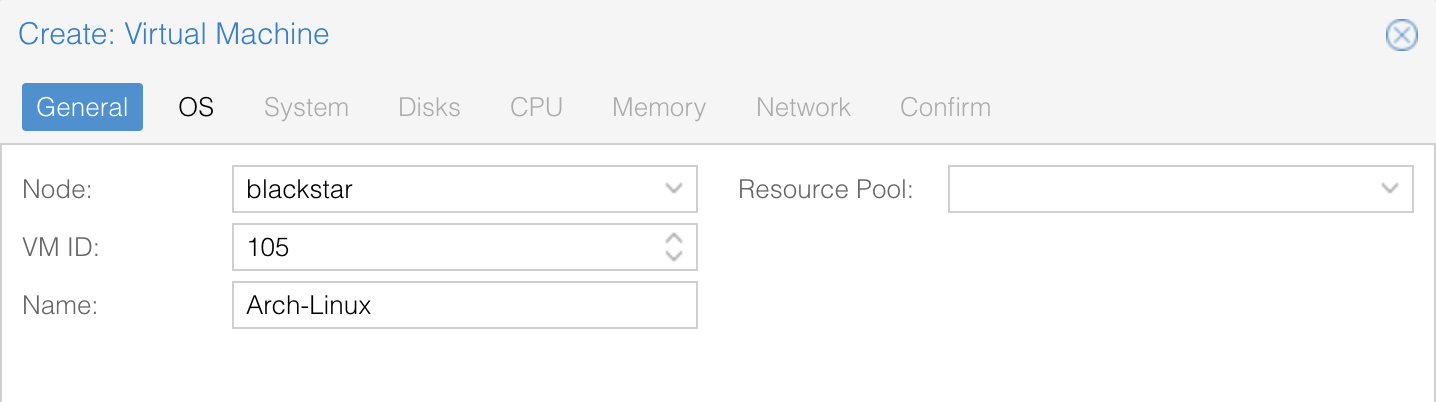 Create: Virtual Machine
General OS System Disks CPU Memory Network Confirm
Node: blackstar Resource Pool:
VM ID: 105
Name: Arch-Linux